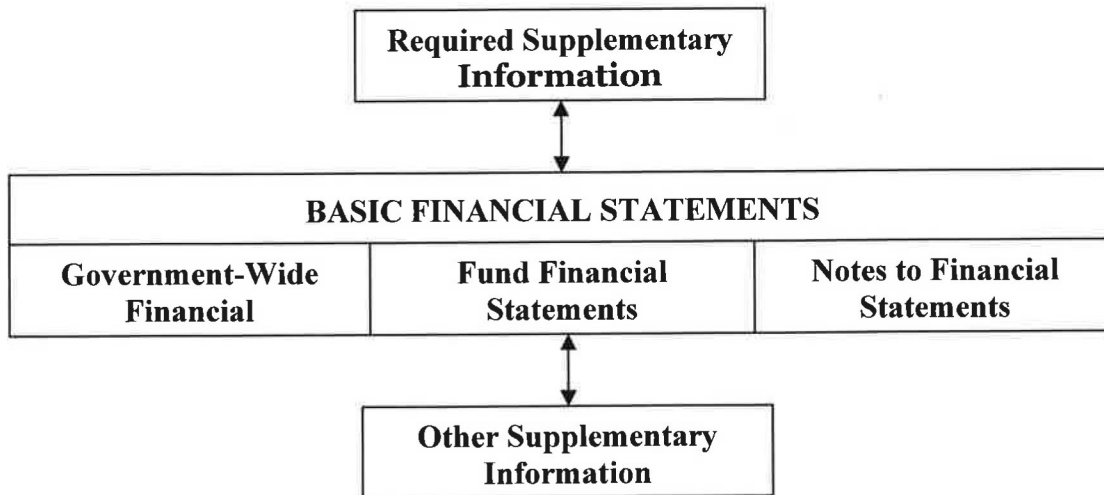 Required Supplementary
Information
BASIC FINANCIAL STATEMENTS
Government-Wide
Financial
Fund Financial
Statements
Notes to Financial
Statements
Other Supplementary
Information